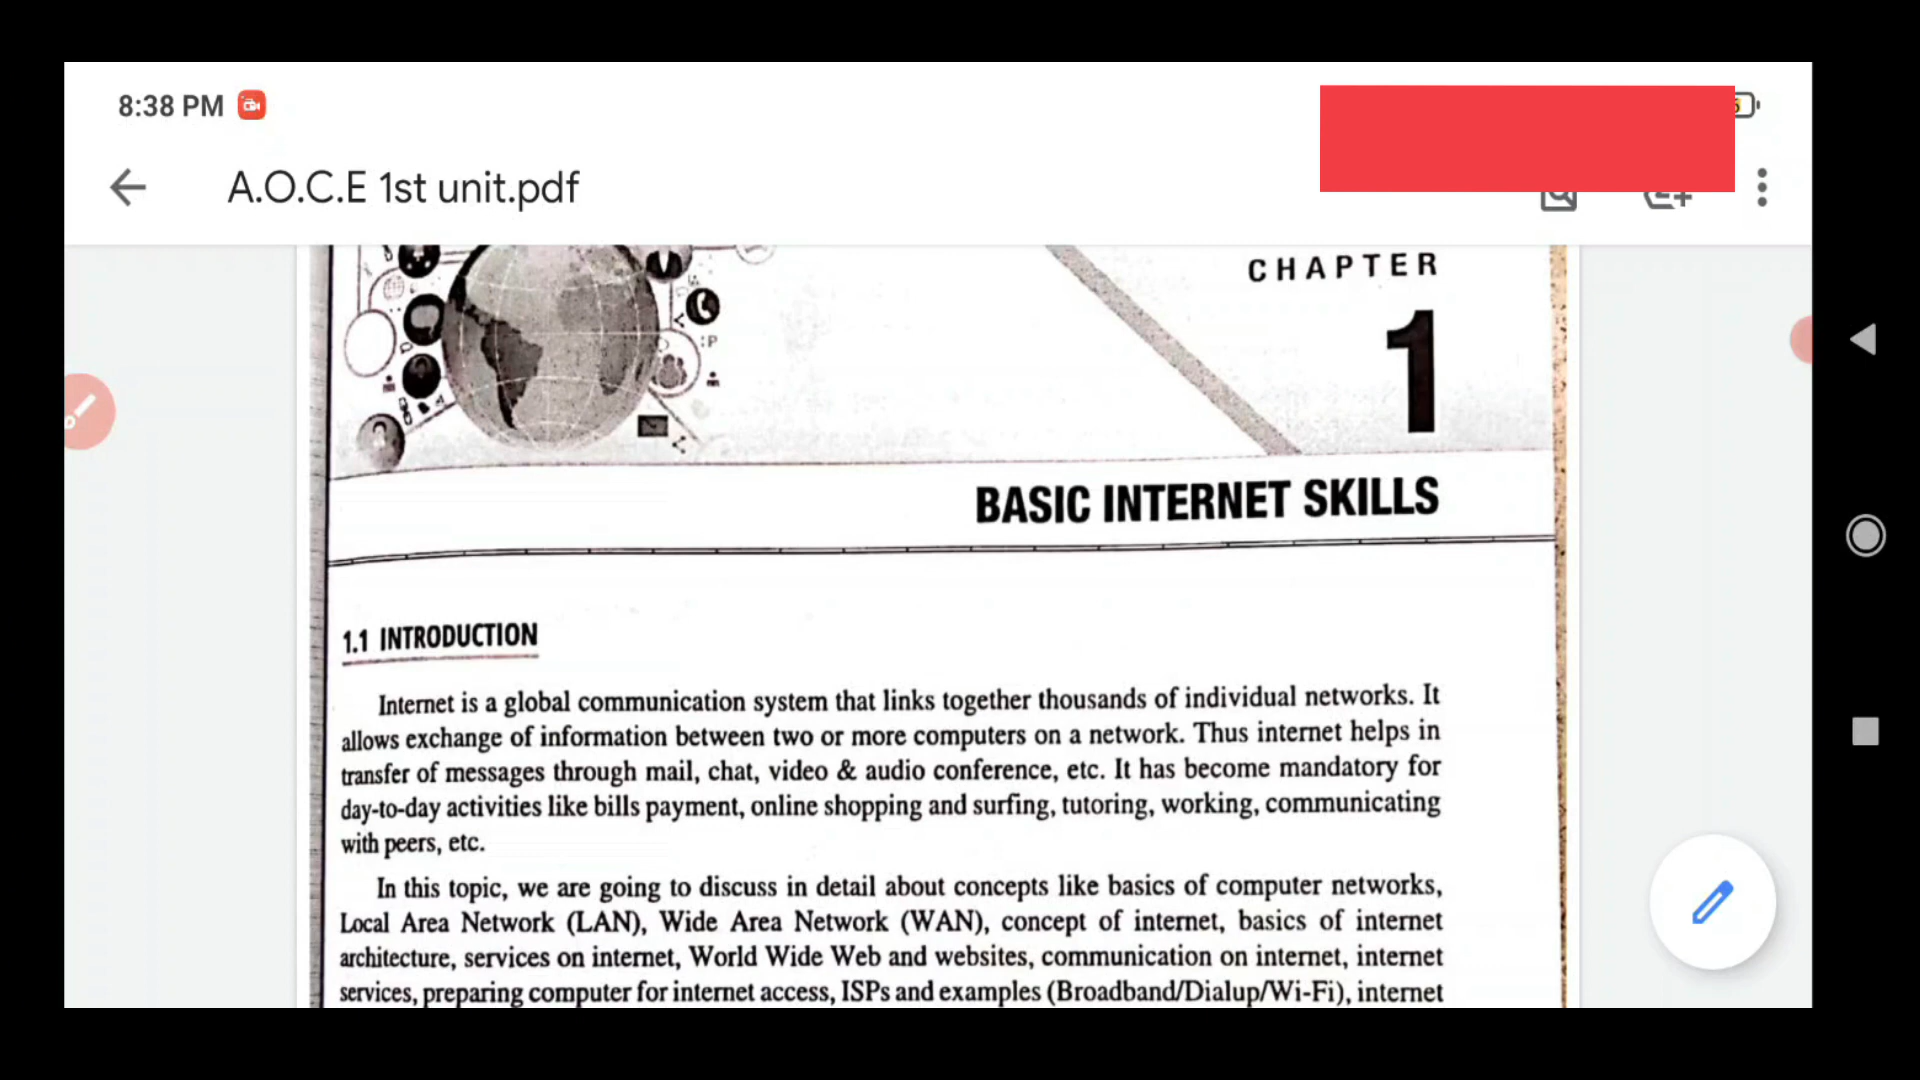 8:38 PM
A.O.C.E 1st unit.pdf
CHAPTER
1
BASIC INTERNET SKILLS
1.1 INTRODUCTION
Internet is a global communication system that links together thousands of individual networks. It
allows exchange of information between two or more computers on a network. Thus internet helps in
transfer of messages through mail, chat, video & audio conference, etc. It has become mandatory for
day-to-day activities like bills payment, online shopping and surfing, tutoring, working, communicating
with peers, etc.
In this topic, we are going to discuss in detail about concepts like basics of computer networks,
Local Area Network (LAN), Wide Area Network (WAN), concept of internet, basics of internet
architecture, services on internet, World Wide Web and websites, communication on internet, internet
services, preparing computer for internet access, ISPs and examples (Broadband/Dialup/Wi-Fi), internet